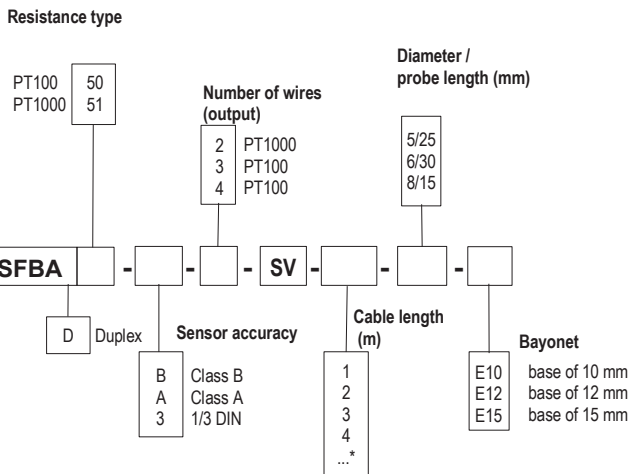 Resistance type
PT100 50
PT1000 51
Number of wires
(output)
2 PT1000
3 PT100
4 PT100
Diameter /
probe length (mm)
5/25
6/30
8/15
SFBA - - - SV - - -
D Duplex
Sensor accuracy
B Class B
A Class A
3 1/3 DIN
Cable length
(m)
1
2
3
4
...*
Bayonet
E10 base of 10 mm
E12 base of 12 mm
E15 base of 15 mm